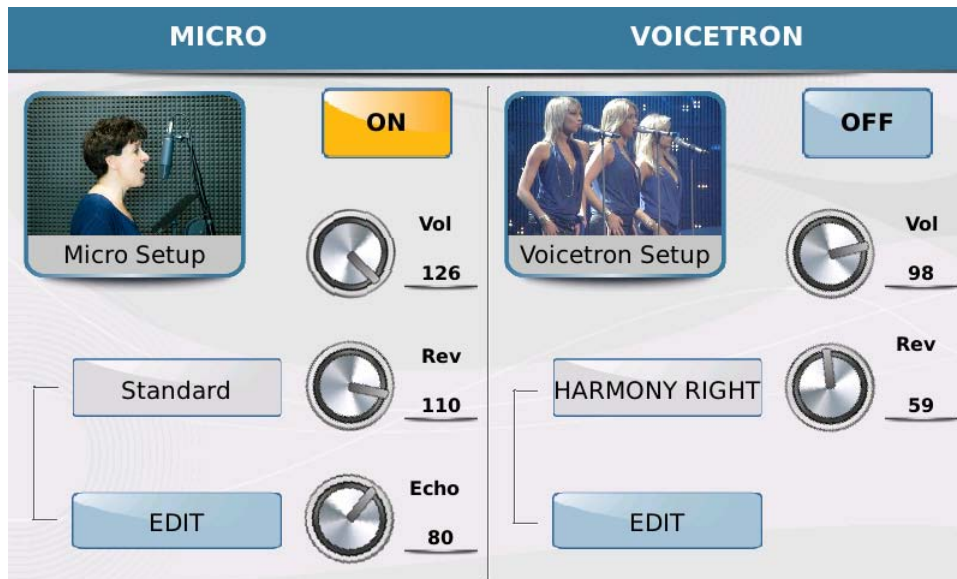 MICRO
ON
Micro Setup
Vol
126
Standard
Rev
110
EDIT
Echo
80
VOICETRON
OFF
Voicetron Setup
Vol
98
HARMONY RIGHT
Rev
59
EDIT